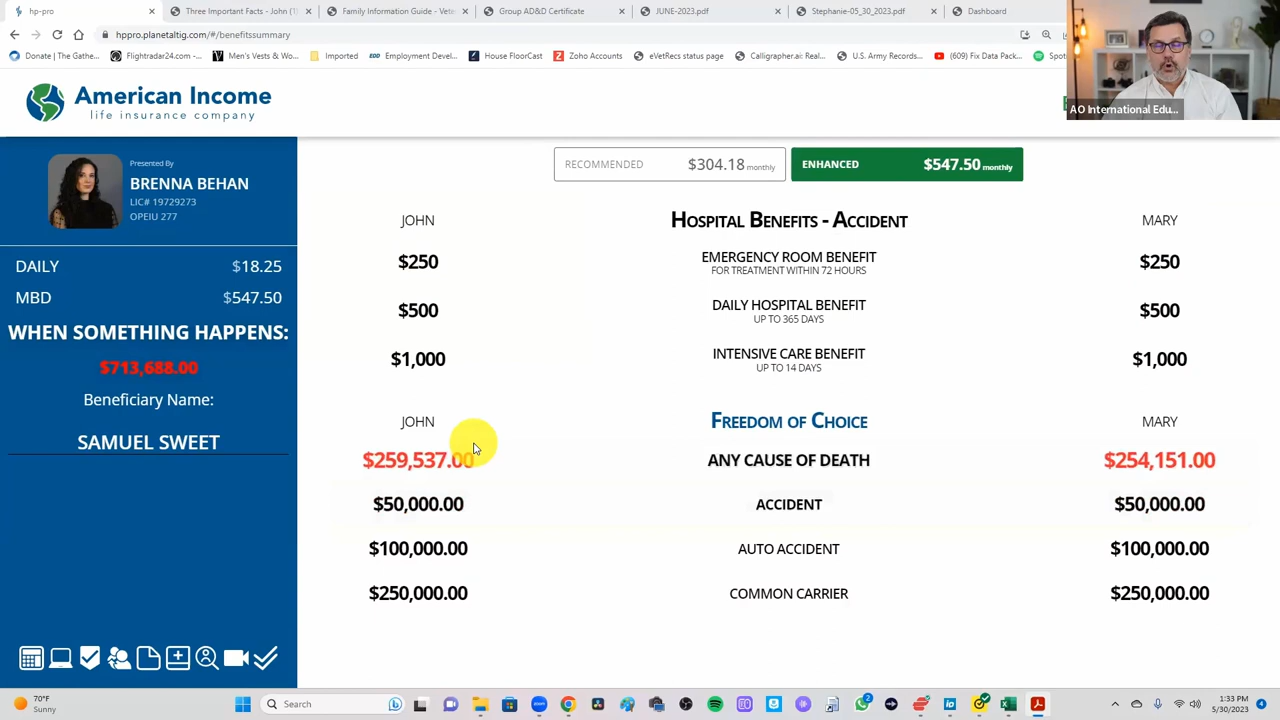 hp-pro
Three Important Facts - John (1)
Family Information Guide - Vete
Group AD&D Certificate
JUNE-2023.pdf
Stephanie-05_30_2023.pdf
Dashboard
hppro.planetaltig.com/#/benefitssummary
Donate | The Gathe...
Flightradar24.com -...
Men's Vests & Wo...
Imported
EDD
Employment Devel...
House FloorCast
Zoho Accounts
eVetRecs status page
Calligrapher.ai: Real...
U.S. Army Records...
(609) Fix Data Pack...
Spot
AO International Edu...
American Income
life insurance company
Presented By
BRENNA BEHAN
LIC# 19729273
OPEIU 277
DAILY $18.25
MBD $547.50
WHEN SOMETHING HAPPENS:
$713,688.00
Beneficiary Name:
SAMUEL SWEET
RECOMMENDED $304.18 monthly
ENHANCED $547.50 monthly
JOHN HOSPITAL BENEFITS - ACCIDENT MARY
$250 EMERGENCY ROOM BENEFIT $250
FOR TREATMENT WITHIN 72 HOURS
$500 DAILY HOSPITAL BENEFIT $500
UP TO 365 DAYS
$1,000 INTENSIVE CARE BENEFIT $1,000
UP TO 14 DAYS
JOHN FREEDOM OF CHOICE MARY
$259,537.00 ANY CAUSE OF DEATH $254,151.00
$50,000.00 ACCIDENT $50,000.00
$100,000.00 AUTO ACCIDENT $100,000.00
$250,000.00 COMMON CARRIER $250,000.00
70°F
Sunny
Search
2
1:33 PM
5/30/2023